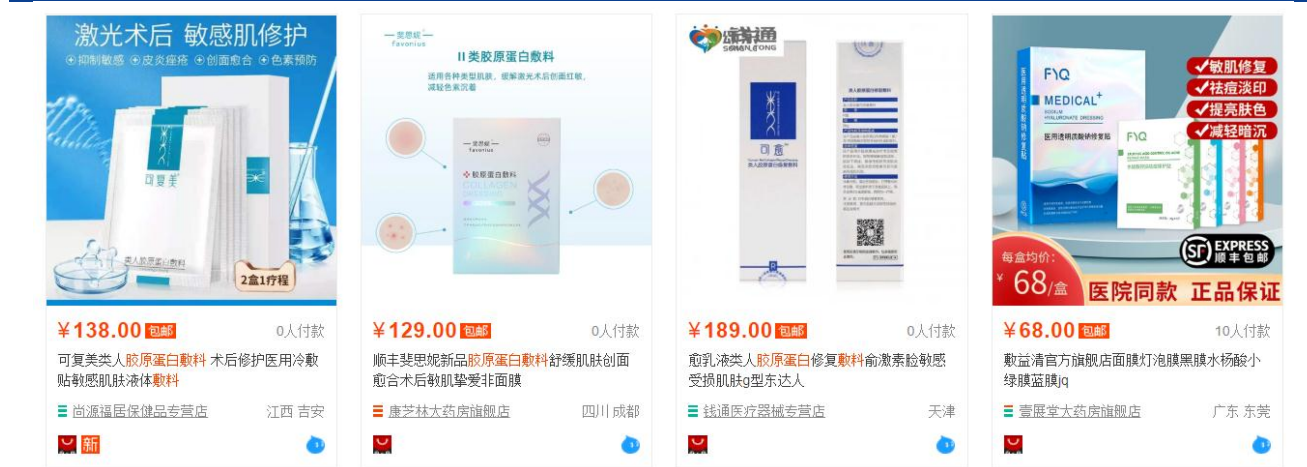 激光术后 敏感肌修护
抑制敏感 皮炎痤疮 创面愈合 色素预防
可复美
类人胶原蛋白敷料
2盒1疗程
¥138.00 包邮 0人付款
可复美类人胶原蛋白敷料 术后修护医用冷敷
贴敏感肌肤液体敷料
尚源福居保健品专营店 江西 吉安
新
斐思妮
Favonius
II类胶原蛋白敷料
适用各种类型肌肤，缓解激光术后创面红敏，
减轻色素沉着
斐思妮
Favonius
胶原蛋白敷料
COLLAGEN
¥129.00 包邮 0人付款
顺丰斐思妮新品胶原蛋白敷料舒缓肌肤创面
愈合术后敏肌挚爱非面膜
康芝林大药房旗舰店 四川 成都
可愈
¥189.00 包邮 0人付款
愈乳液类人胶原蛋白修复敷料俞激素脸敏感
受损肌肤g型东达人
钱通医疗器械专营店 天津
FYQ
MEDICAL+
SODIUM
HYALURONATE DRESSING
医用透明质酸钠修复贴
医用透明质酸钠修复贴
FYQ
敏肌修复
祛痘淡印
提亮肤色
减轻暗沉
SF EXPRESS
顺丰包邮
每盒均价：
¥68/盒
医院同款 正品保证
¥68.00 包邮 10人付款
敷益清官方旗舰店面膜灯泡膜黑膜水杨酸小
绿膜蓝膜jq
壹展堂大药房旗舰店 广东 东莞